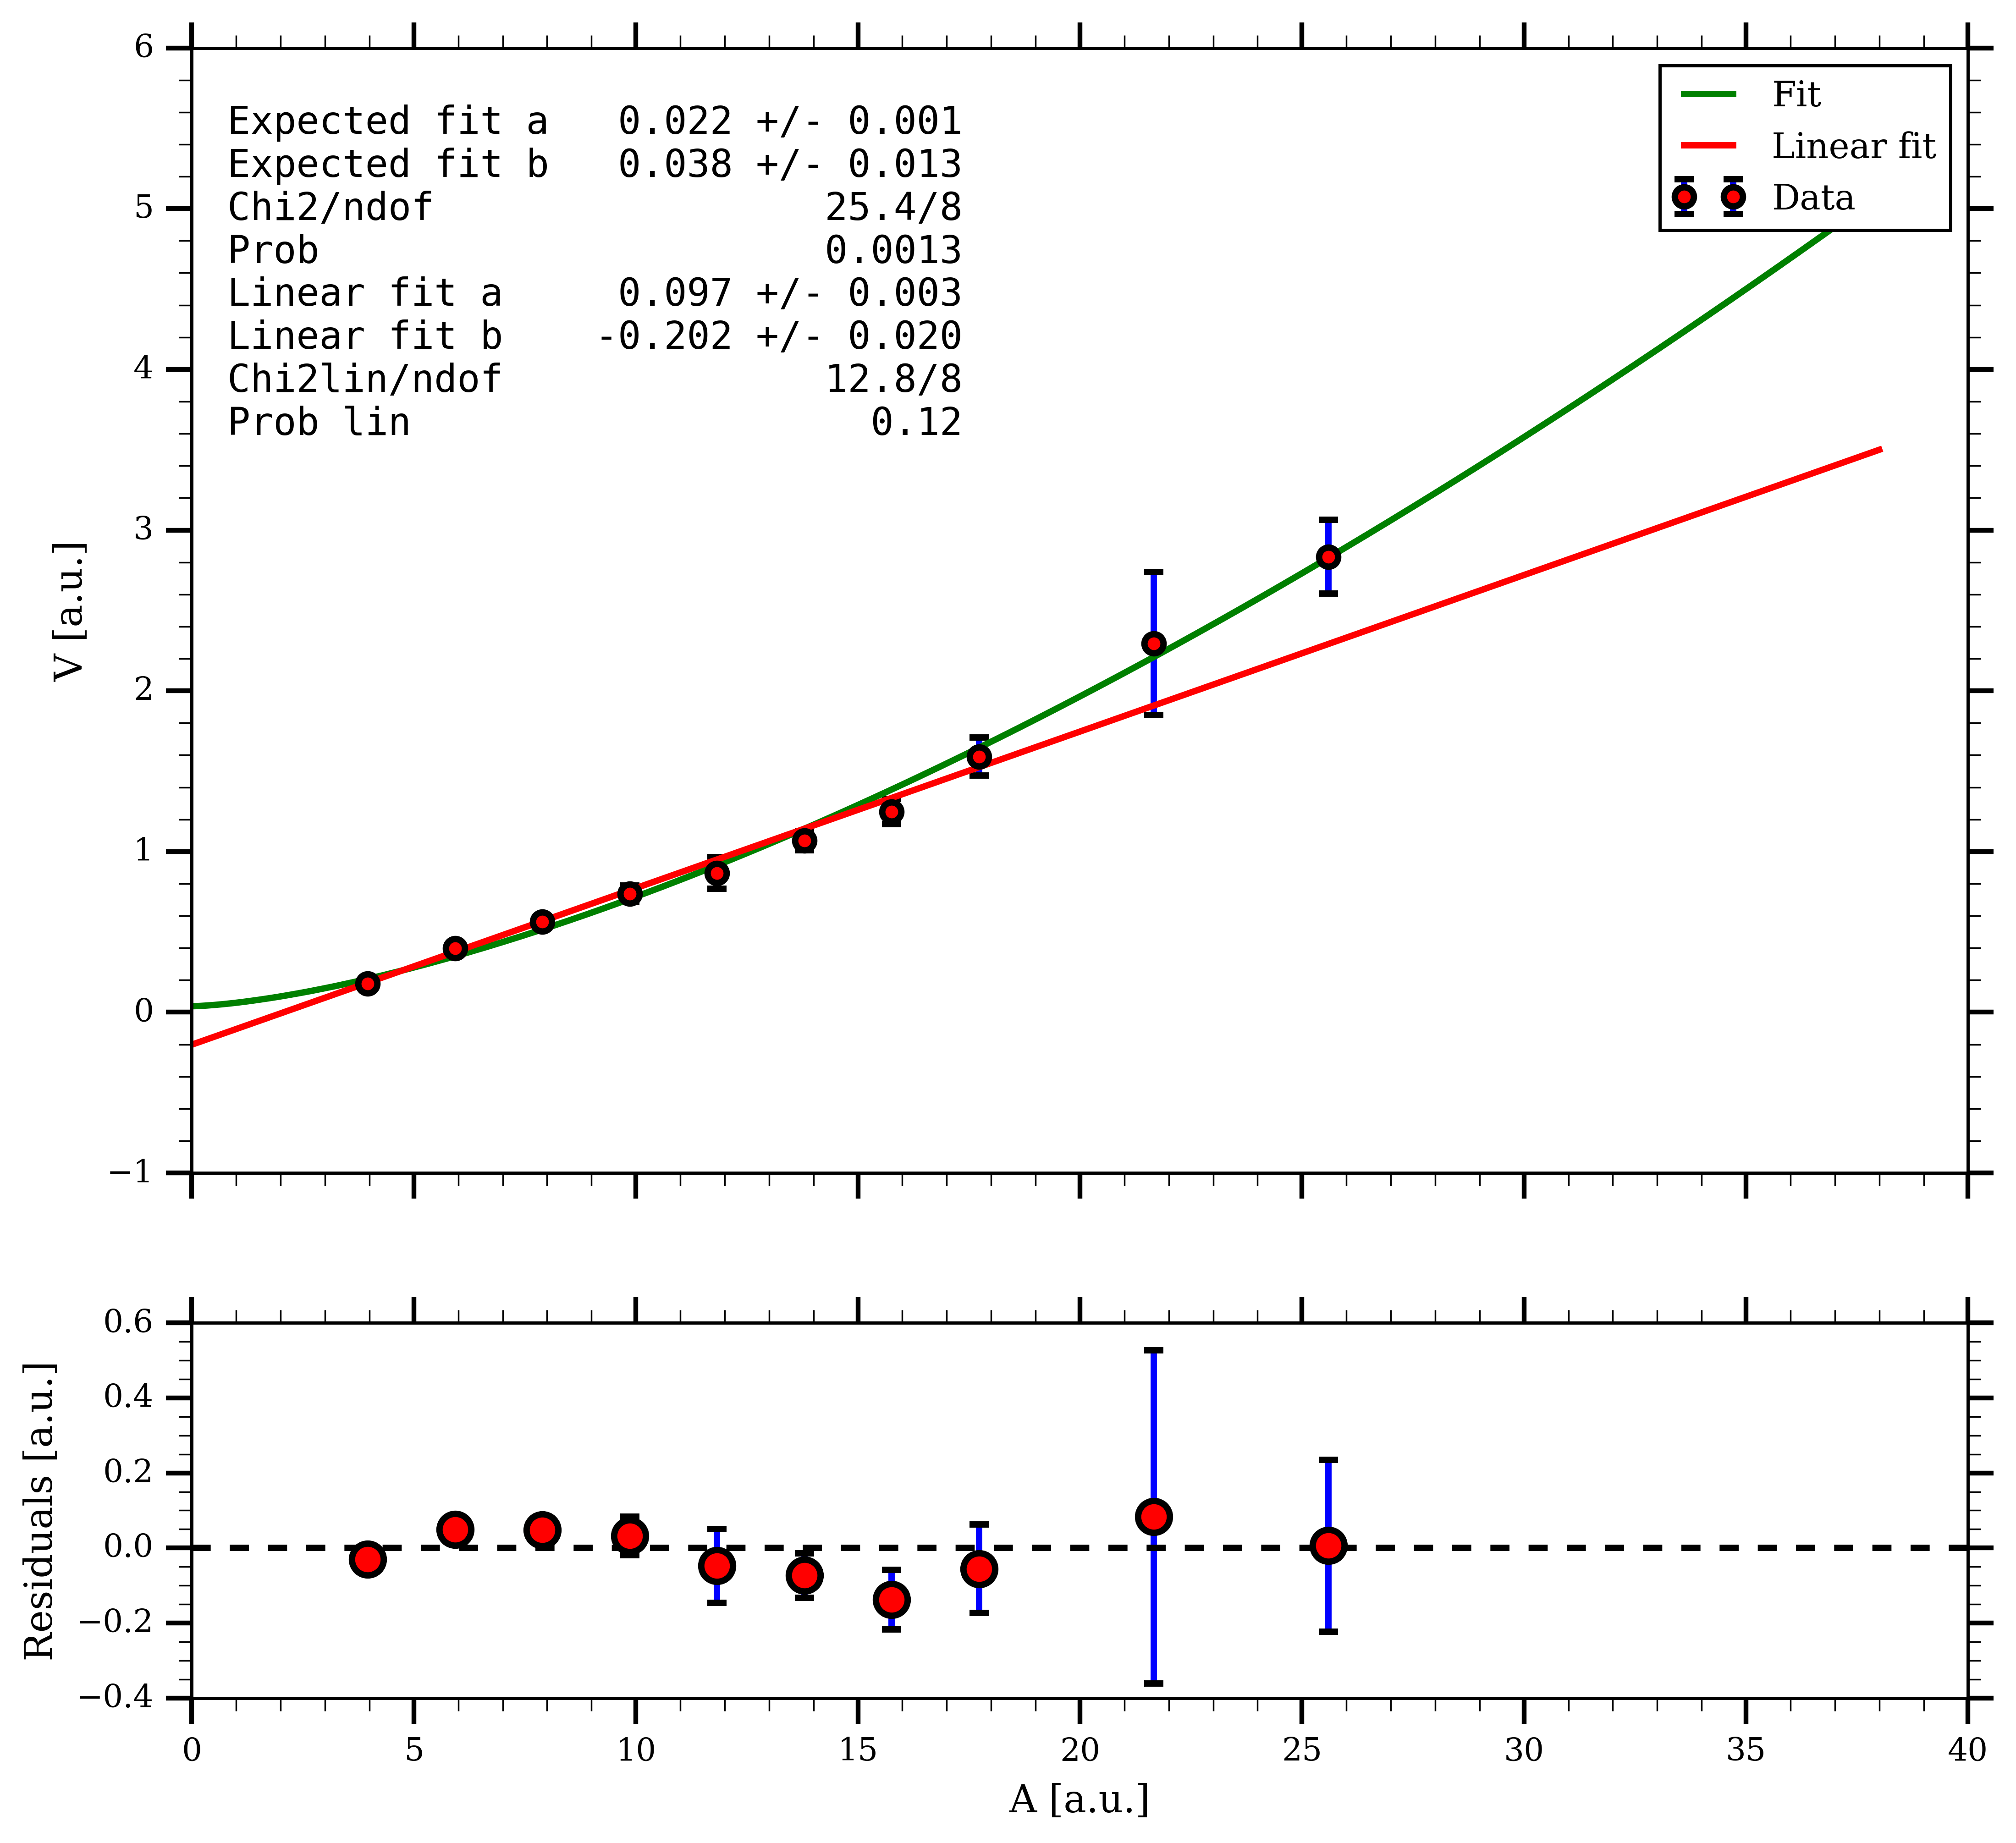 6
5
4
3
2
1
0
−1
V [a.u.]
Expected fit a   0.022 +/- 0.001
Expected fit b   0.038 +/- 0.013
Chi2/ndof                 25.4/8
Prob                      0.0013
Linear fit a     0.097 +/- 0.003
Linear fit b    -0.202 +/- 0.020
Chi2lin/ndof              12.8/8
Prob lin                    0.12
Fit
Linear fit
Data
0.6
0.4
0.2
0.0
−0.2
−0.4
Residuals [a.u.]
0 5 10 15 20 25 30 35 40
A [a.u.]